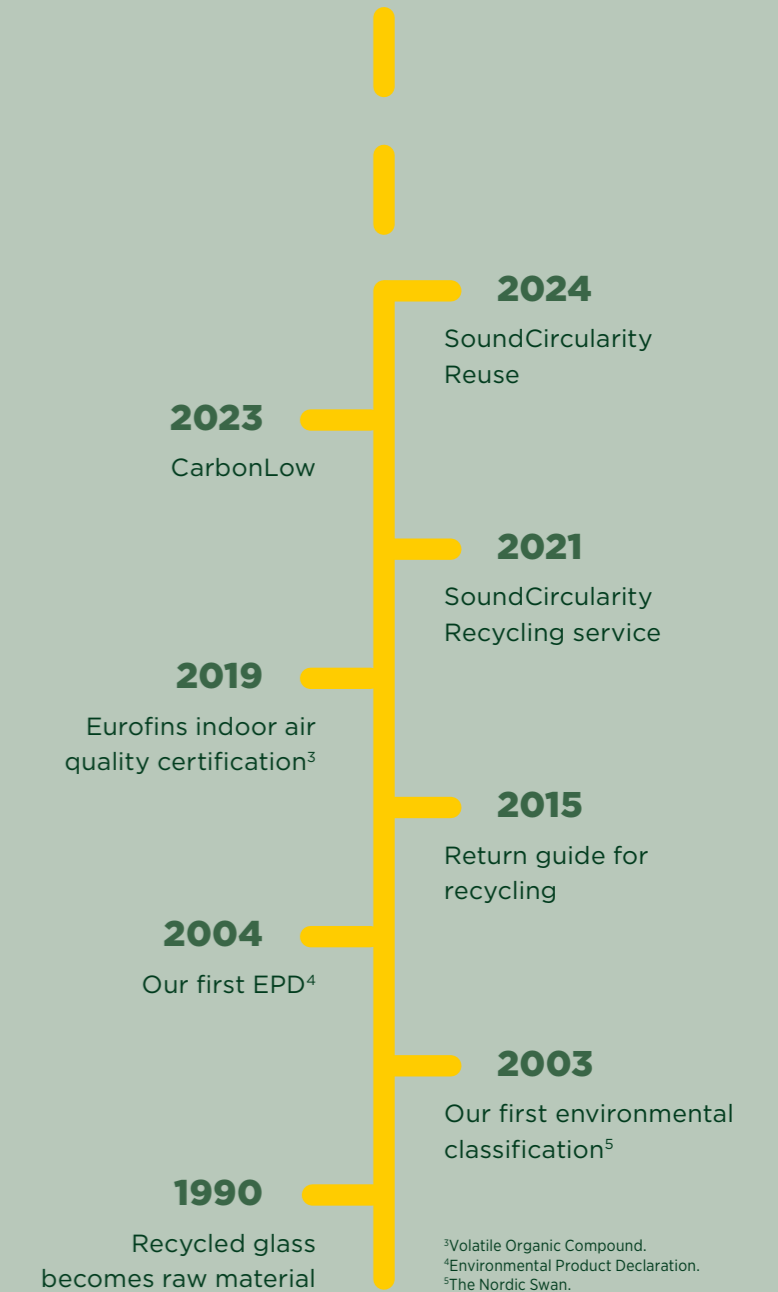 2024
SoundCircularity
Reuse
2023
CarbonLow
2021
SoundCircularity
Recycling service
2019
Eurofins indoor air
quality certification³
2015
Return guide for
recycling
2004
Our first EPD⁴
2003
Our first environmental
classification⁵
1990
Recycled glass
becomes raw material
³Volatile Organic Compound.
⁴Environmental Product Declaration.
⁵The Nordic Swan.